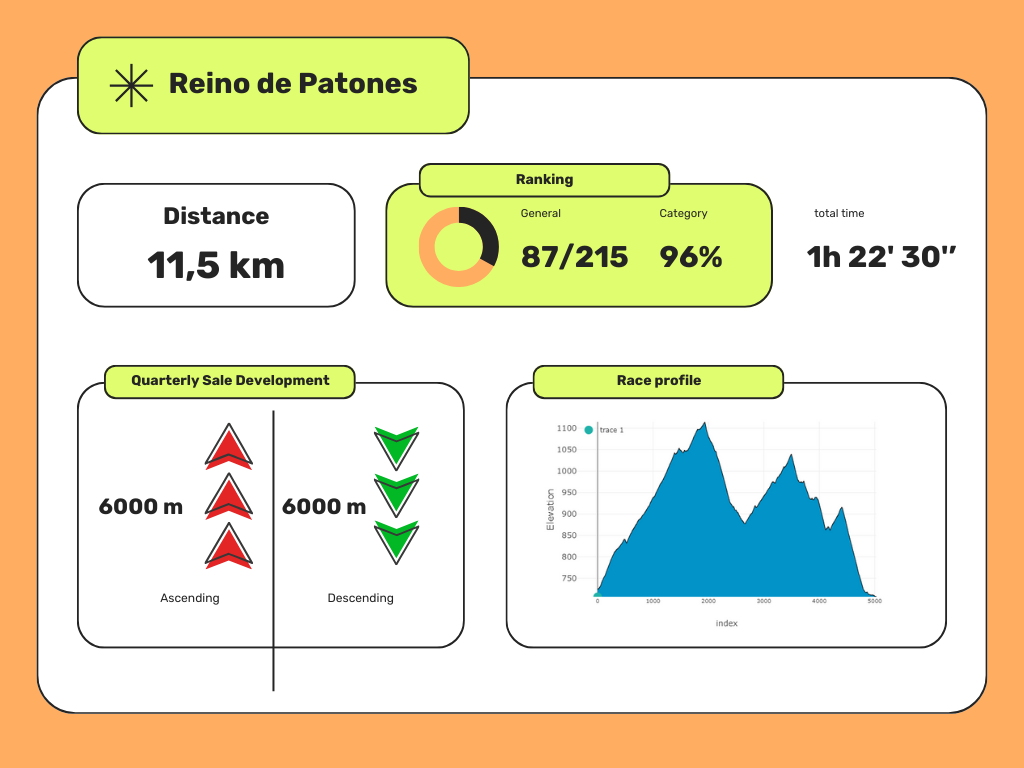 Reino de Patones
Distance
11,5 km
Ranking
General
87/215
Category
96%
total time
1h 22' 30''
Quarterly Sale Development
6000 m
Ascending
6000 m
Descending
Race profile
trace 1
Elevation
1100
1050
1000
950
900
850
800
750
0 1000 2000 3000 4000 5000
index